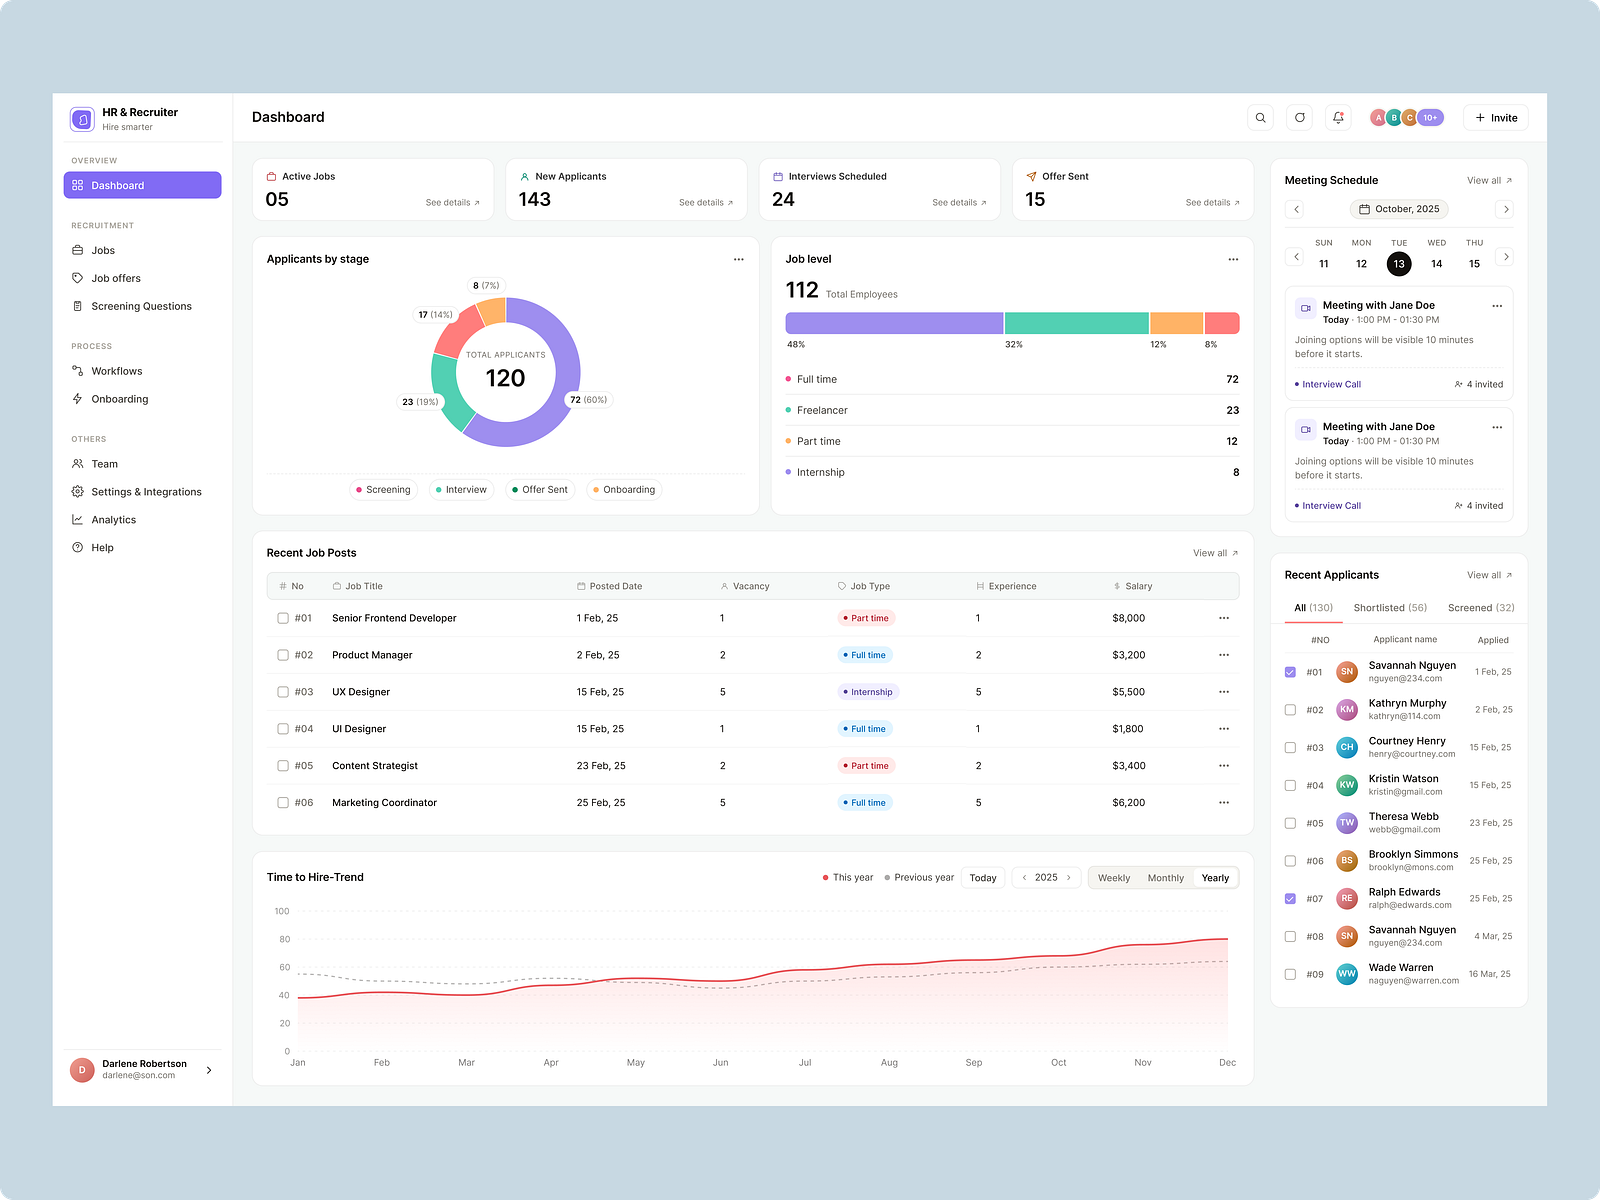 HR & Recruiter
Hire smarter
OVERVIEW
Dashboard
RECRUITMENT
Jobs
Job offers
Screening Questions
PROCESS
Workflows
Onboarding
OTHERS
Team
Settings & Integrations
Analytics
Help
D
Darlene Robertson
darlene@son.com
Dashboard
A B C 10+
Invite
Active Jobs
05
See details
New Applicants
143
See details
Interviews Scheduled
24
See details
Offer Sent
15
See details
Applicants by stage
8 (7%)
17 (14%)
TOTAL APPLICANTS
120
23 (19%)
72 (60%)
Screening
Interview
Offer Sent
Onboarding
Job level
112 Total Employees
48% 32% 12% 8%
Full time 72
Freelancer 23
Part time 12
Internship 8
Recent Job Posts
View all
# No Job Title Posted Date Vacancy Job Type Experience $ Salary
#01 Senior Frontend Developer 1 Feb, 25 1 Part time 1 $8,000
#02 Product Manager 2 Feb, 25 2 Full time 2 $3,200
#03 UX Designer 15 Feb, 25 5 Internship 5 $5,500
#04 UI Designer 15 Feb, 25 1 Full time 1 $1,800
#05 Content Strategist 23 Feb, 25 2 Part time 2 $3,400
#06 Marketing Coordinator 25 Feb, 25 5 Full time 5 $6,200
Time to Hire-Trend
This year Previous year Today 2025 Weekly Monthly Yearly
100
80
60
40
20
0
Jan Feb Mar Apr May Jun Jul Aug Sep Oct Nov Dec
Meeting Schedule
View all
October, 2025
SUN MON TUE WED THU
11 12 13 14 15
Meeting with Jane Doe
Today · 1:00 PM - 01:30 PM
Joining options will be visible 10 minutes
before it starts.
Interview Call 4 invited
Meeting with Jane Doe
Today · 1:00 PM - 01:30 PM
Joining options will be visible 10 minutes
before it starts.
Interview Call 4 invited
Recent Applicants
View all
All (130) Shortlisted (56) Screened (32)
#NO Applicant name Applied
#01 SN Savannah Nguyen 1 Feb, 25
nguyen@234.com
#02 KM Kathryn Murphy 2 Feb, 25
kathryn@114.com
#03 CH Courtney Henry 15 Feb, 25
henry@courtney.com
#04 KW Kristin Watson 15 Feb, 25
kristin@gmail.com
#05 TW Theresa Webb 23 Feb, 25
webb@gmail.com
#06 BS Brooklyn Simmons 25 Feb, 25
brooklyn@mons.com
#07 RE Ralph Edwards 25 Feb, 25
ralph@edwards.com
#08 SN Savannah Nguyen 4 Mar, 25
nguyen@234.com
#09 WW Wade Warren 16 Mar, 25
naguyen@warren.com